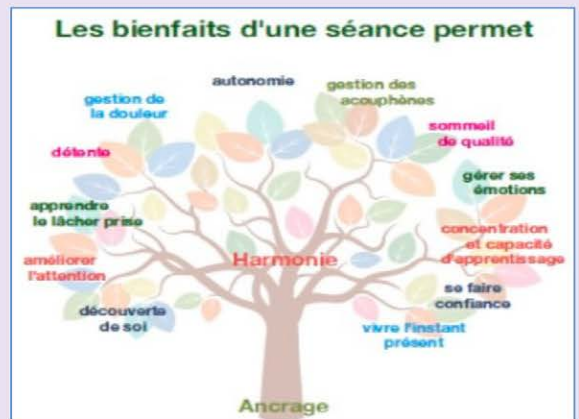 Les bienfaits d'une séance permet
autonomie
gestion des
acouphènes
gestion de
la douleur
sommeil
de qualité
détente
gérer ses
émotions
apprendre
le lâcher prise
concentration
et capacité
d'apprentissage
Harmonie
améliorer
l'attention
se faire
confiance
découverte
de soi
vivre l'instant
présent
Ancrage